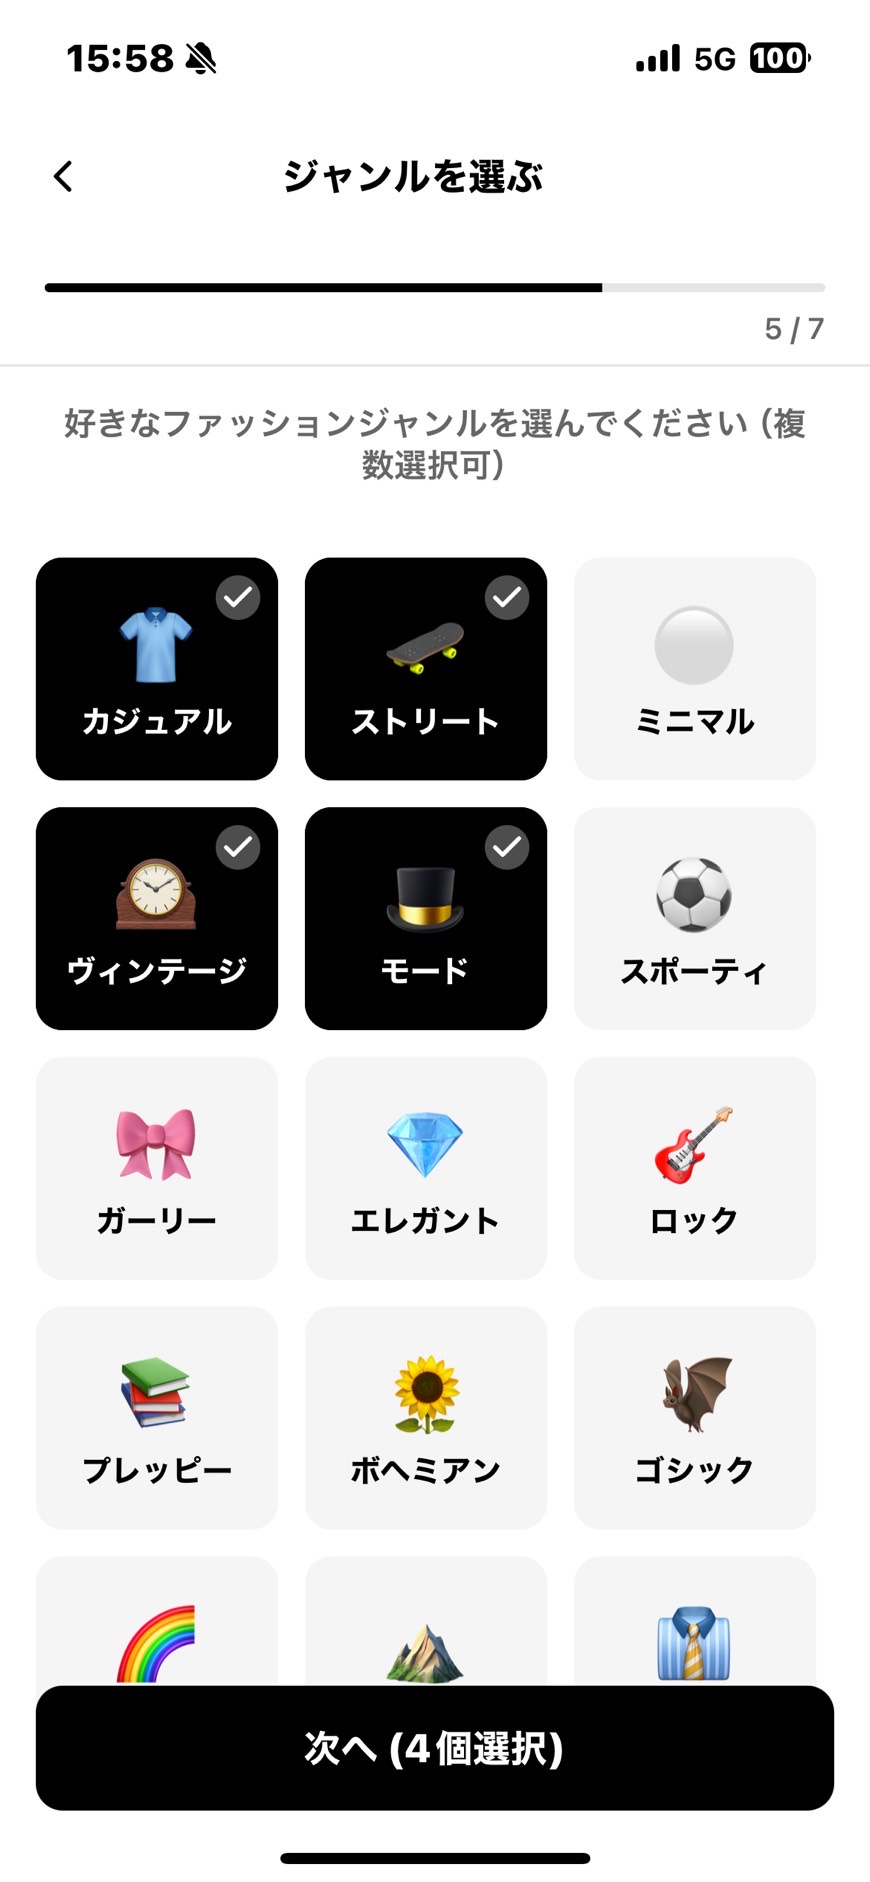 15:58
5G 100
ジャンルを選ぶ
5 / 7
好きなファッションジャンルを選んでください（複
数選択可）
カジュアル
ストリート
ミニマル
ヴィンテージ
モード
スポーティ
ガーリー
エレガント
ロック
プレッピー
ボヘミアン
ゴシック
次へ (4個選択)